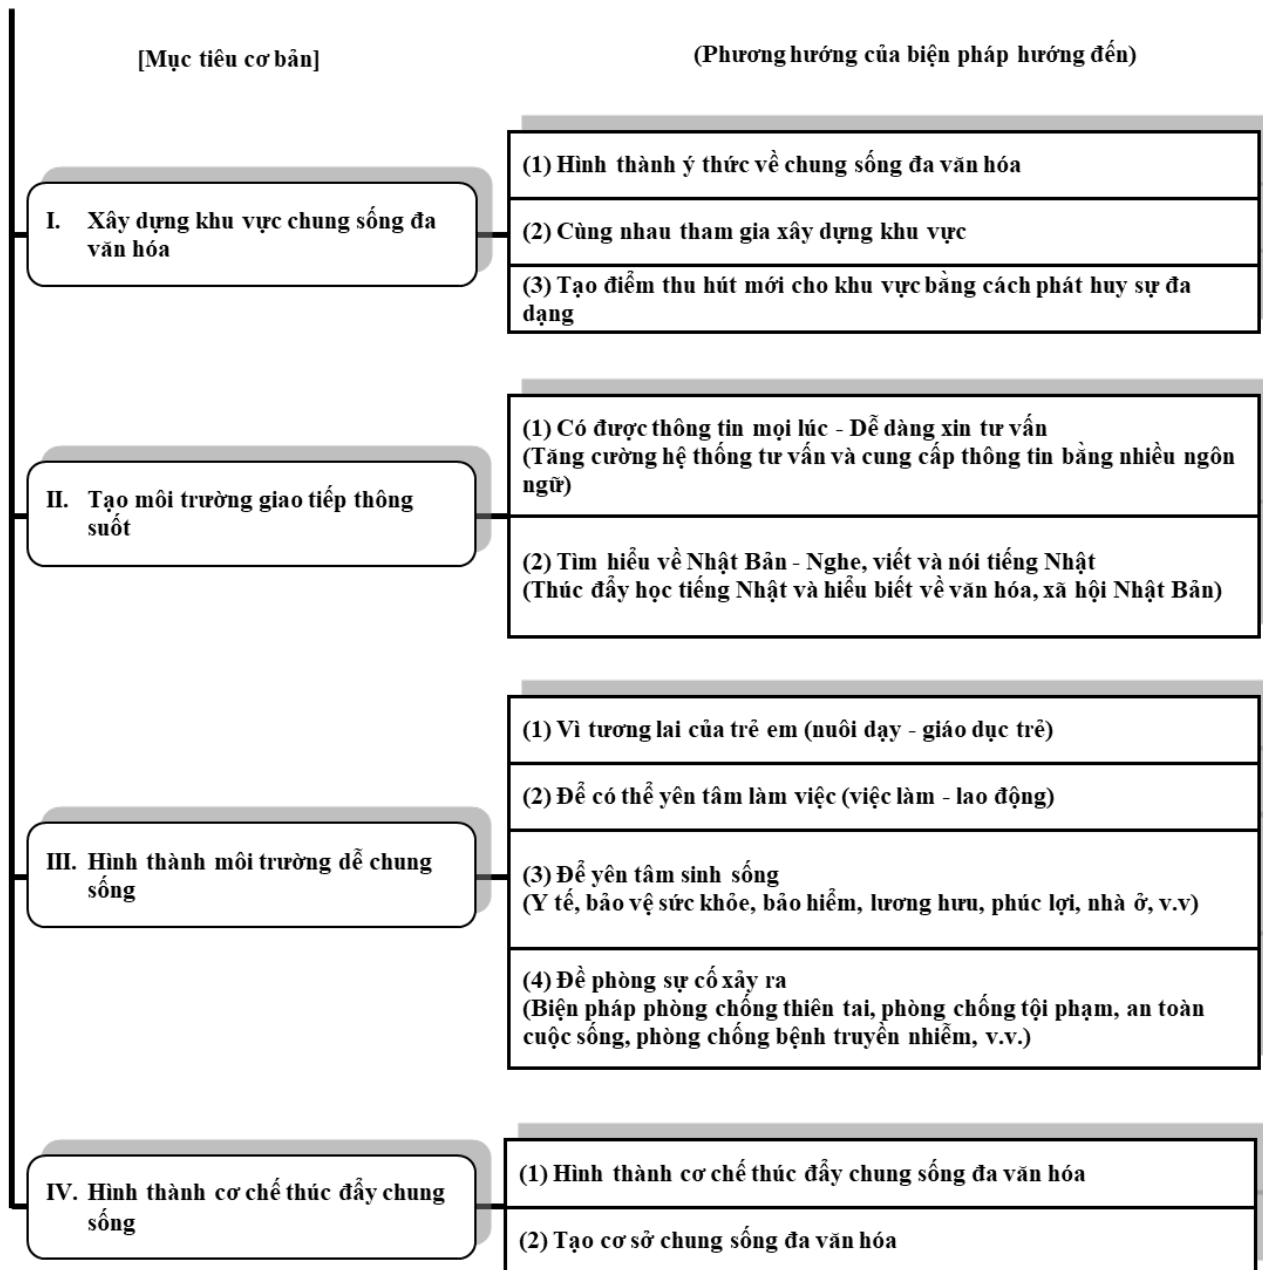 [Mục tiêu cơ bản]
(Phương hướng của biện pháp hướng đến)
I. Xây dựng khu vực chung sống đa
văn hóa
(1) Hình thành ý thức về chung sống đa văn hóa
(2) Cùng nhau tham gia xây dựng khu vực
(3) Tạo điểm thu hút mới cho khu vực bằng cách phát huy sự đa
dạng
II. Tạo môi trường giao tiếp thông
suốt
(1) Có được thông tin mọi lúc - Dễ dàng xin tư vấn
(Tăng cường hệ thống tư vấn và cung cấp thông tin bằng nhiều ngôn
ngữ)
(2) Tìm hiểu về Nhật Bản - Nghe, viết và nói tiếng Nhật
(Thúc đẩy học tiếng Nhật và hiểu biết về văn hóa, xã hội Nhật Bản)
III. Hình thành môi trường dễ chung
sống
(1) Vì tương lai của trẻ em (nuôi dạy - giáo dục trẻ)
(2) Để có thể yên tâm làm việc (việc làm - lao động)
(3) Để yên tâm sinh sống
(Y tế, bảo vệ sức khỏe, bảo hiểm, lương hưu, phúc lợi, nhà ở, v.v)
(4) Đề phòng sự cố xảy ra
(Biện pháp phòng chống thiên tai, phòng chống tội phạm, an toàn
cuộc sống, phòng chống bệnh truyền nhiễm, v.v.)
IV. Hình thành cơ chế thúc đẩy chung
sống
(1) Hình thành cơ chế thúc đẩy chung sống đa văn hóa
(2) Tạo cơ sở chung sống đa văn hóa